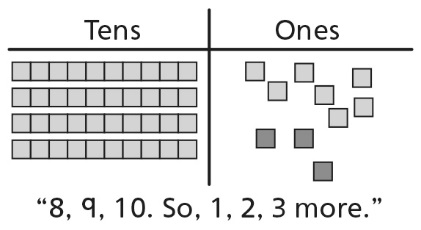 Tens Ones
“8, 9, 10. So, 1, 2, 3 more.”